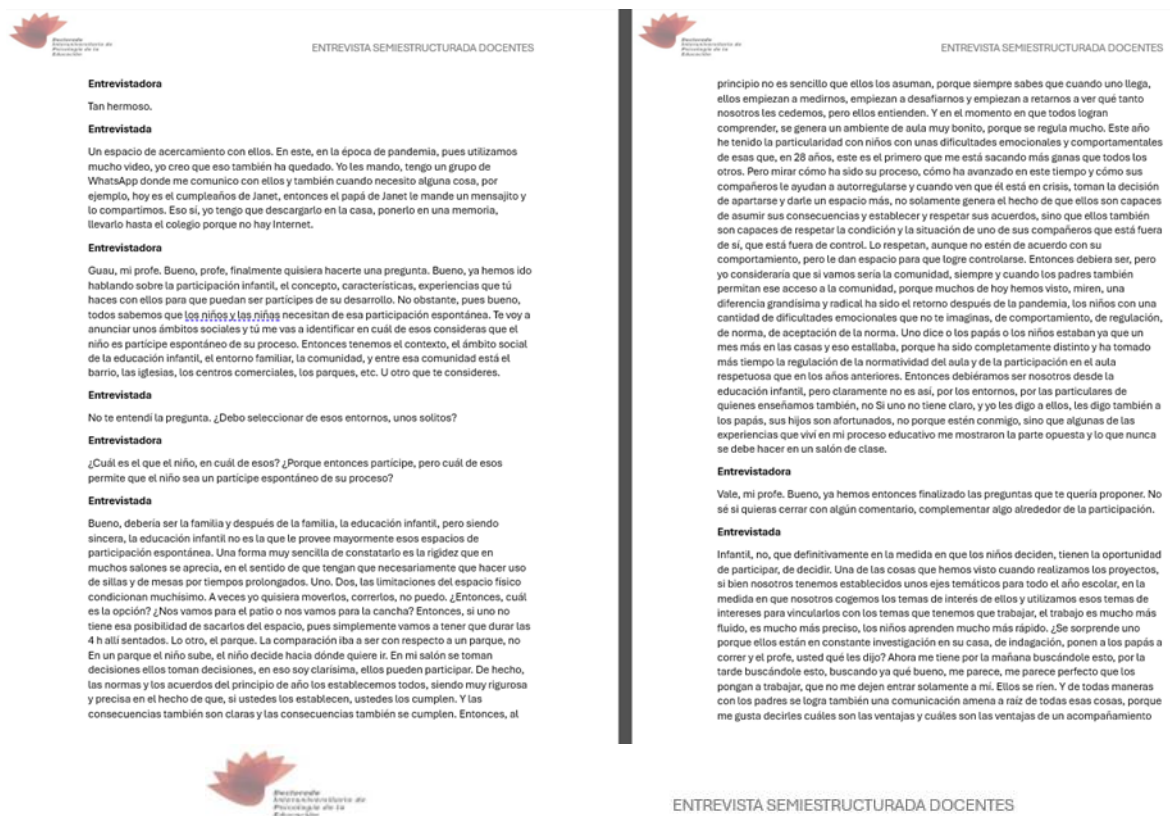 Doctorado
Interuniversitario de
Psicología de la
Educación
ENTREVISTA SEMIESTRUCTURADA DOCENTES
Entrevistadora
Tan hermoso.
Entrevistada
Un espacio de acercamiento con ellos. En este, en la época de pandemia, pues utilizamos
mucho video, yo creo que eso también ha quedado. Yo les mando, tengo un grupo de
WhatsApp donde me comunico con ellos y también cuando necesito alguna cosa, por
ejemplo, hoy es el cumpleaños de Janet, entonces el papá de Janet le mande un mensajito y
lo compartimos. Eso sí, yo tengo que descargarlo en la casa, ponerlo en una memoria,
llevarlo hasta el colegio porque no hay Internet.
Entrevistadora
Guau, mi profe. Bueno, profe, finalmente quisiera hacerte una pregunta. Bueno, ya hemos ido
hablando sobre la participación infantil, el concepto, características, experiencias que tú
haces con ellos para que puedan ser partícipes de su desarrollo. No obstante, pues bueno,
todos sabemos que los niños y las niñas necesitan de esa participación espontánea. Te voy a
anunciar unos ámbitos sociales y tú me vas a identificar en cuál de esos consideras que el
niño es partícipe espontáneo de su proceso. Entonces tenemos el contexto, el ámbito social
de la educación infantil, el entorno familiar, la comunidad, y entre esa comunidad está el
barrio, las iglesias, los centros comerciales, los parques, etc. U otro que te consideres.
Entrevistada
No te entendí la pregunta. ¿Debo seleccionar de esos entornos, unos solitos?
Entrevistadora
¿Cuál es el que el niño, en cuál de esos? ¿Porque entonces partícipe, pero cuál de esos
permite que el niño sea un partícipe espontáneo de su proceso?
Entrevistada
Bueno, debería ser la familia y después de la familia, la educación infantil, pero siendo
sincera, la educación infantil no es la que le provee mayormente esos espacios de
participación espontánea. Una forma muy sencilla de constatarlo es la rigidez que en
muchos salones se aprecia, en el sentido de que tengan que necesariamente que hacer uso
de sillas y de mesas por tiempos prolongados. Uno. Dos, las limitaciones del espacio físico
condicionan muchísimo. A veces yo quisiera moverlos, correrlos, no puedo. ¿Entonces, cuál
es la opción? ¿Nos vamos para el patio o nos vamos para la cancha? Entonces, si uno no
tiene esa posibilidad de sacarlos del espacio, pues simplemente vamos a tener que durar las
4 h allí sentados. Lo otro, el parque. La comparación iba a ser con respecto a un parque, no
En un parque el niño sube, el niño decide hacia dónde quiere ir. En mi salón se toman
decisiones ellos toman decisiones, en eso soy clarísima, ellos pueden participar. De hecho,
las normas y los acuerdos del principio de año los establecemos todos, siendo muy rigurosa
y precisa en el hecho de que, si ustedes los establecen, ustedes los cumplen. Y las
consecuencias también son claras y las consecuencias también se cumplen. Entonces, al
Doctorado
Interuniversitario de
Psicología de la
Educación
ENTREVISTA SEMIESTRUCTURADA DOCENTES
principio no es sencillo que ellos los asuman, porque siempre sabes que cuando uno llega,
ellos empiezan a medirnos, empiezan a desafiarnos y empiezan a retarnos a ver qué tanto
nosotros les cedemos, pero ellos entienden. Y en el momento en que todos logran
comprender, se genera un ambiente de aula muy bonito, porque se regula mucho. Este año
he tenido la particularidad con niños con unas dificultades emocionales y comportamentales
de esas que, en 28 años, este es el primero que me está sacando más ganas que todos los
otros. Pero mirar cómo ha sido su proceso, cómo ha avanzado en este tiempo y cómo sus
compañeros le ayudan a autorregularse y cuando ven que él está en crisis, toman la decisión
de apartarse y darle un espacio más, no solamente genera el hecho de que ellos son capaces
de asumir sus consecuencias y establecer y respetar sus acuerdos, sino que ellos también
son capaces de respetar la condición y la situación de uno de sus compañeros que está fuera
de sí, que está fuera de control. Lo respetan, aunque no estén de acuerdo con su
comportamiento, pero le dan espacio para que logre controlarse. Entonces debiera ser, pero
yo consideraría que si vamos sería la comunidad, siempre y cuando los padres también
permitan ese acceso a la comunidad, porque muchos de hoy hemos visto, miren, una
diferencia grandísima y radical ha sido el retorno después de la pandemia, los niños con una
cantidad de dificultades emocionales que no te imaginas, de comportamiento, de regulación,
de norma, de aceptación de la norma. Uno dice o los papás o los niños estaban ya que un
mes más en las casas y eso estallaba, porque ha sido completamente distinto y ha tomado
más tiempo la regulación de la normatividad del aula y de la participación en el aula
respetuosa que en los años anteriores. Entonces debiéramos ser nosotros desde la
educación infantil, pero claramente no es así, por los entornos, por las particulares de
quienes enseñamos también, no Si uno no tiene claro, y yo les digo a ellos, les digo también a
los papás, sus hijos son afortunados, no porque estén conmigo, sino que algunas de las
experiencias que viví en mi proceso educativo me mostraron la parte opuesta y lo que nunca
se debe hacer en un salón de clase.
Entrevistadora
Vale, mi profe. Bueno, ya hemos entonces finalizado las preguntas que te quería proponer. No
sé si quieras cerrar con algún comentario, complementar algo alrededor de la participación.
Entrevistada
Infantil, no, que definitivamente en la medida en que los niños deciden, tienen la oportunidad
de participar, de decidir. Una de las cosas que hemos visto cuando realizamos los proyectos,
si bien nosotros tenemos establecidos unos ejes temáticos para todo el año escolar, en la
medida en que nosotros cogemos los temas de interés de ellos y utilizamos esos temas de
intereses para vincularlos con los temas que tenemos que trabajar, el trabajo es mucho más
fluido, es mucho más preciso, los niños aprenden mucho más rápido. ¿Se sorprende uno
porque ellos están en constante investigación en su casa, de indagación, ponen a los papás a
correr y el profe, usted qué les dijo? Ahora me tiene por la mañana buscándole esto, por la
tarde buscándole esto, buscando ya qué bueno, me parece, me parece perfecto que los
pongan a trabajar, que no me dejen entrar solamente a mí. Ellos se ríen. Y de todas maneras
con los padres se logra también una comunicación amena a raíz de todas esas cosas, porque
me gusta decirles cuáles son las ventajas y cuáles son las ventajas de un acompañamiento
Doctorado
Interuniversitario de
Psicología de la
Educación
ENTREVISTA SEMIESTRUCTURADA DOCENTES